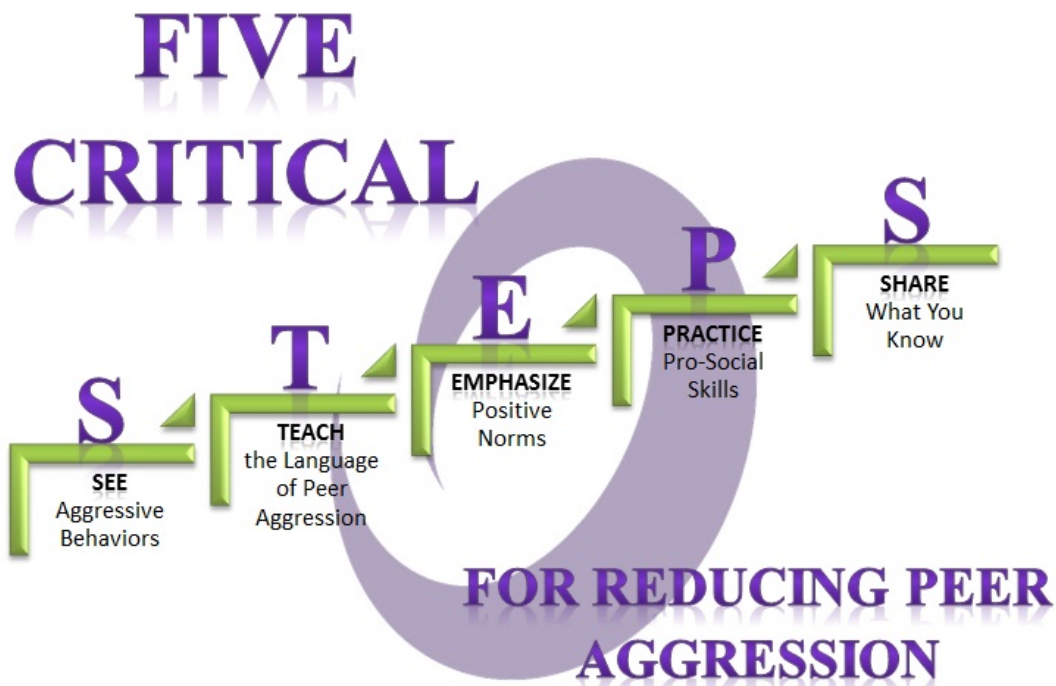 FIVE
CRITICAL
S
SEE
Aggressive
Behaviors
T
TEACH
the Language
of Peer
Aggression
E
EMPHASIZE
Positive
Norms
P
PRACTICE
Pro-Social
Skills
S
SHARE
What You
Know
FOR REDUCING PEER
AGGRESSION